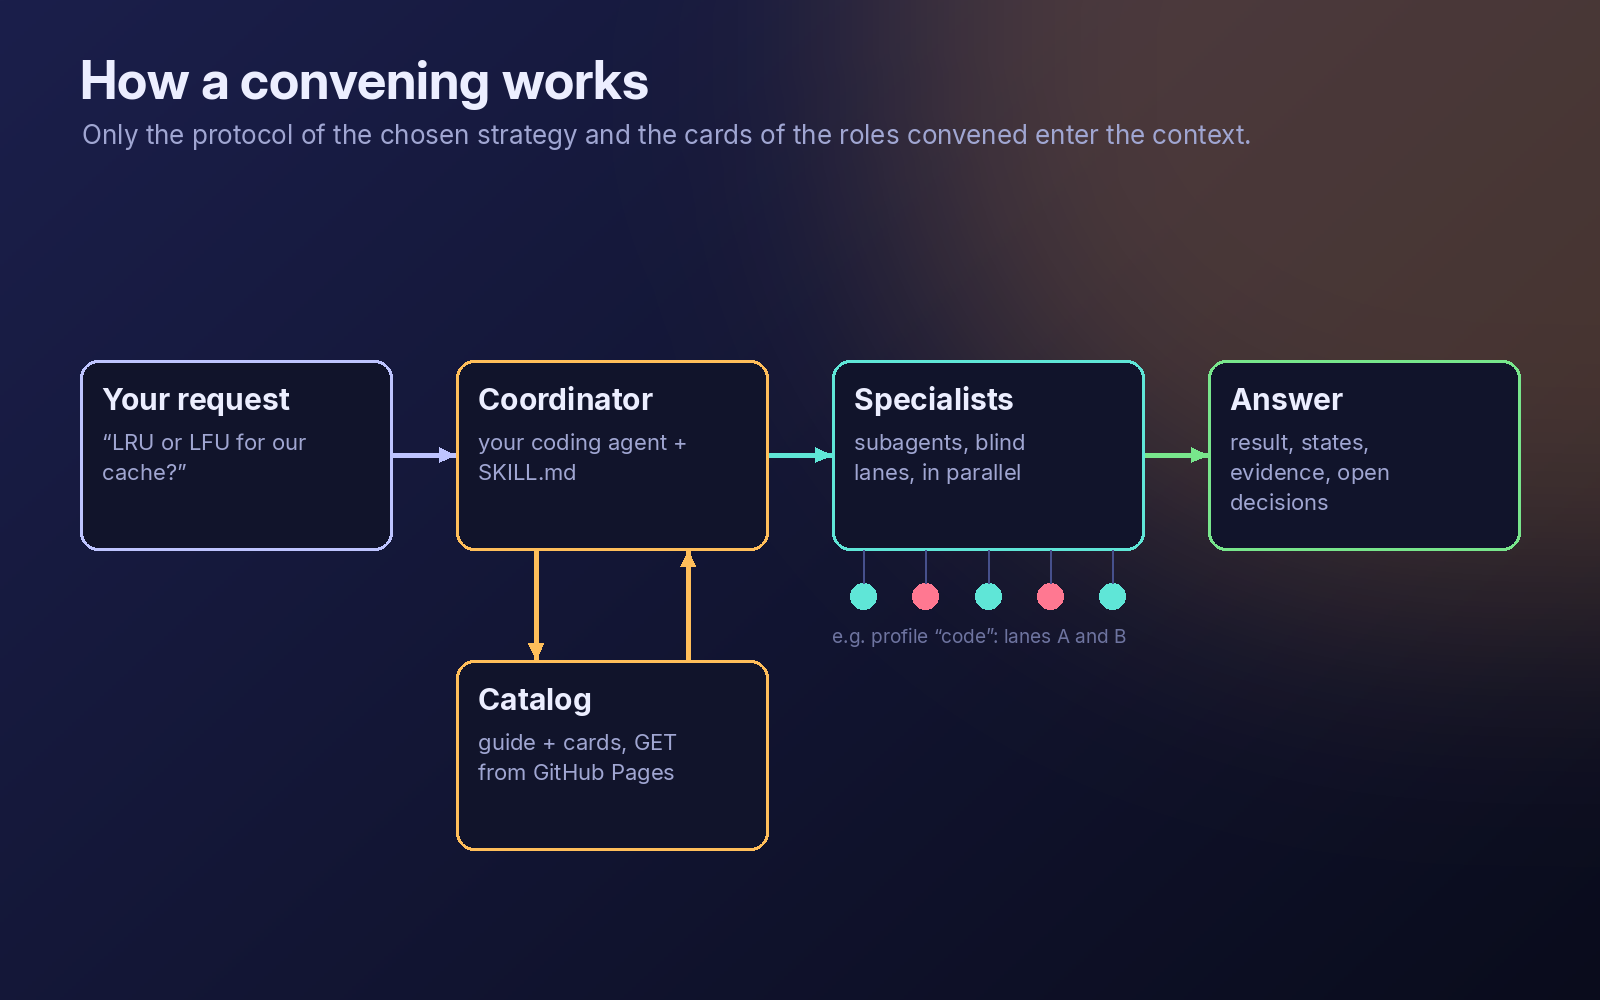 How a convening works
Only the protocol of the chosen strategy and the cards of the roles convened enter the context.
Your request
“LRU or LFU for our
cache?”
Coordinator
your coding agent +
SKILL.md
Specialists
subagents, blind
lanes, in parallel
Answer
result, states,
evidence, open
decisions
e.g. profile “code”: lanes A and B
Catalog
guide + cards, GET
from GitHub Pages